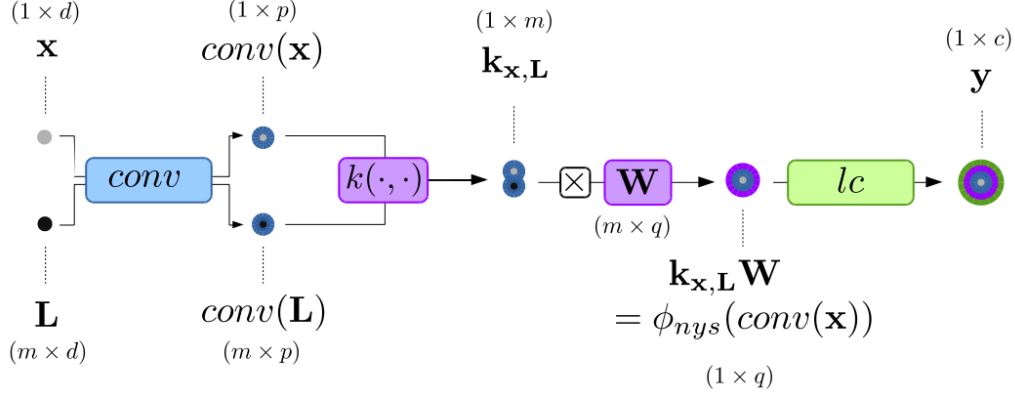 (1 × d)
x
(1 × p)
conv(x)
(1 × m)
k_{x,L}
(1 × c)
y
conv
k(·,·)
×
W
(m × q)
lc
L
(m × d)
conv(L)
(m × p)
k_{x,L}W
= ϕ_{nys}(conv(x))
(1 × q)